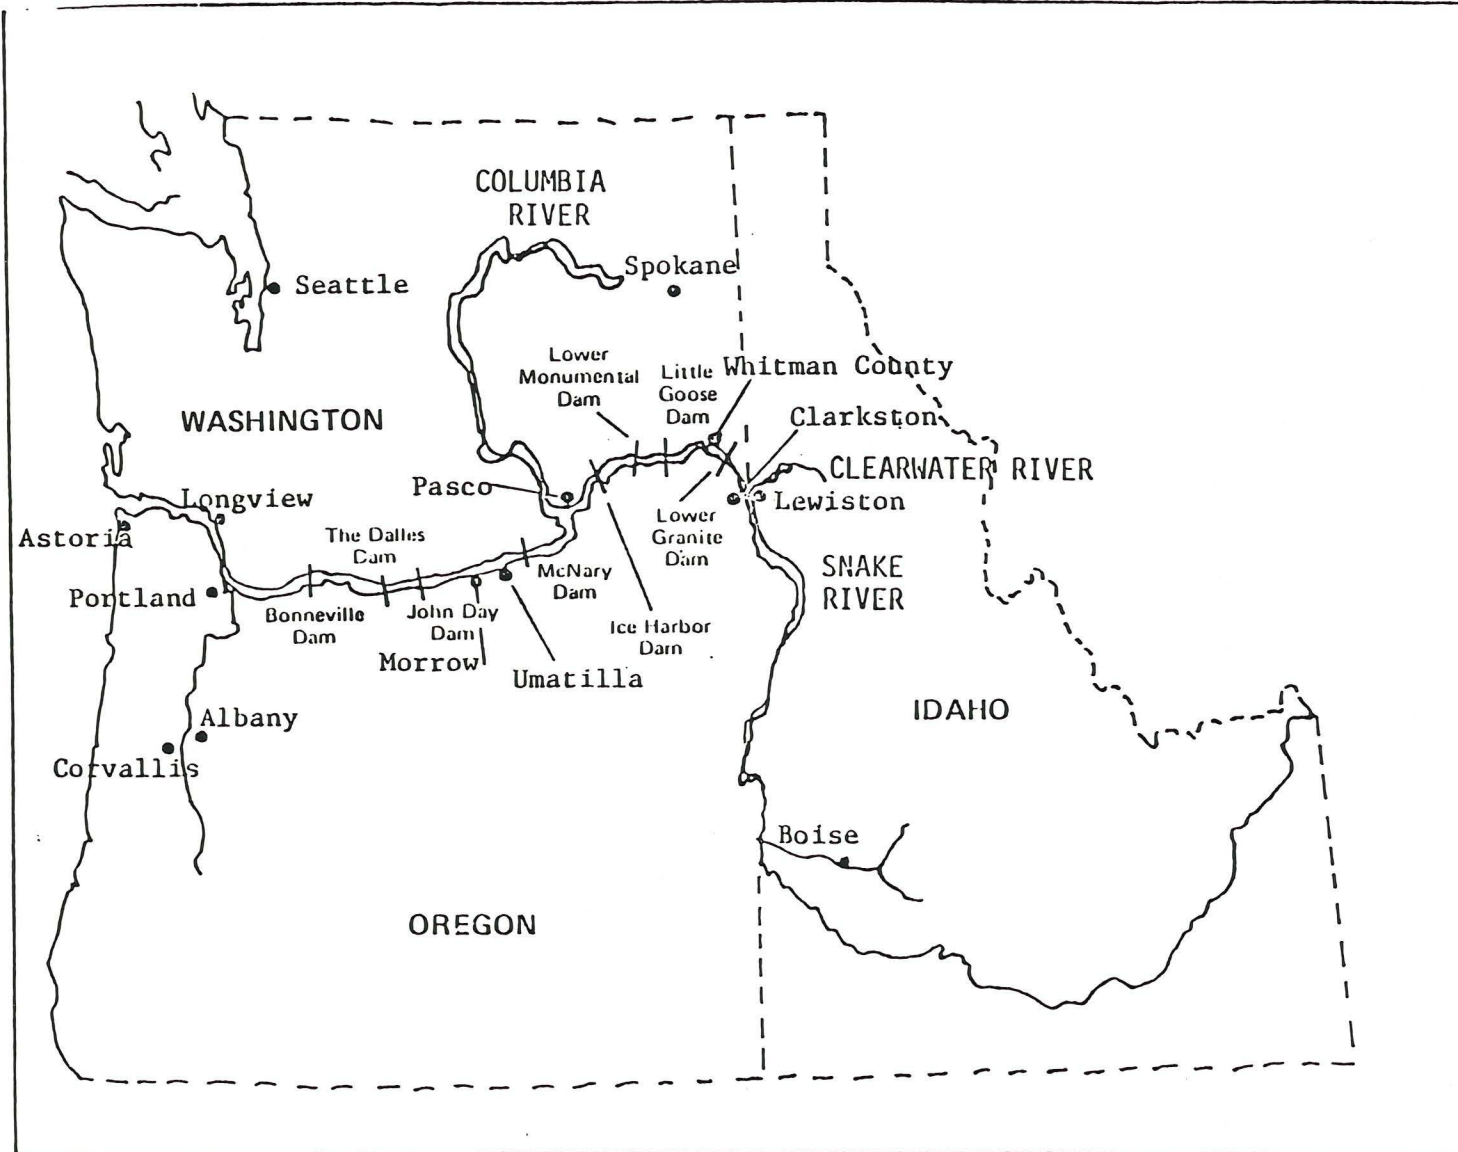 COLUMBIA
RIVER
Spokane
Seattle
Lower
Monumental
Dam
Little
Goose
Dam
Whitman County
WASHINGTON
Clarkston
CLEARWATER RIVER
Pasco
Longview
Lewiston
Astoria
The Dalles
Dam
Lower
Granite
Dam
SNAKE
RIVER
Portland
McNary
Dam
Bonneville
Dam
John Day
Dam
Ice Harbor
Dam
Morrow
Umatilla
IDAHO
Albany
Corvallis
Boise
OREGON